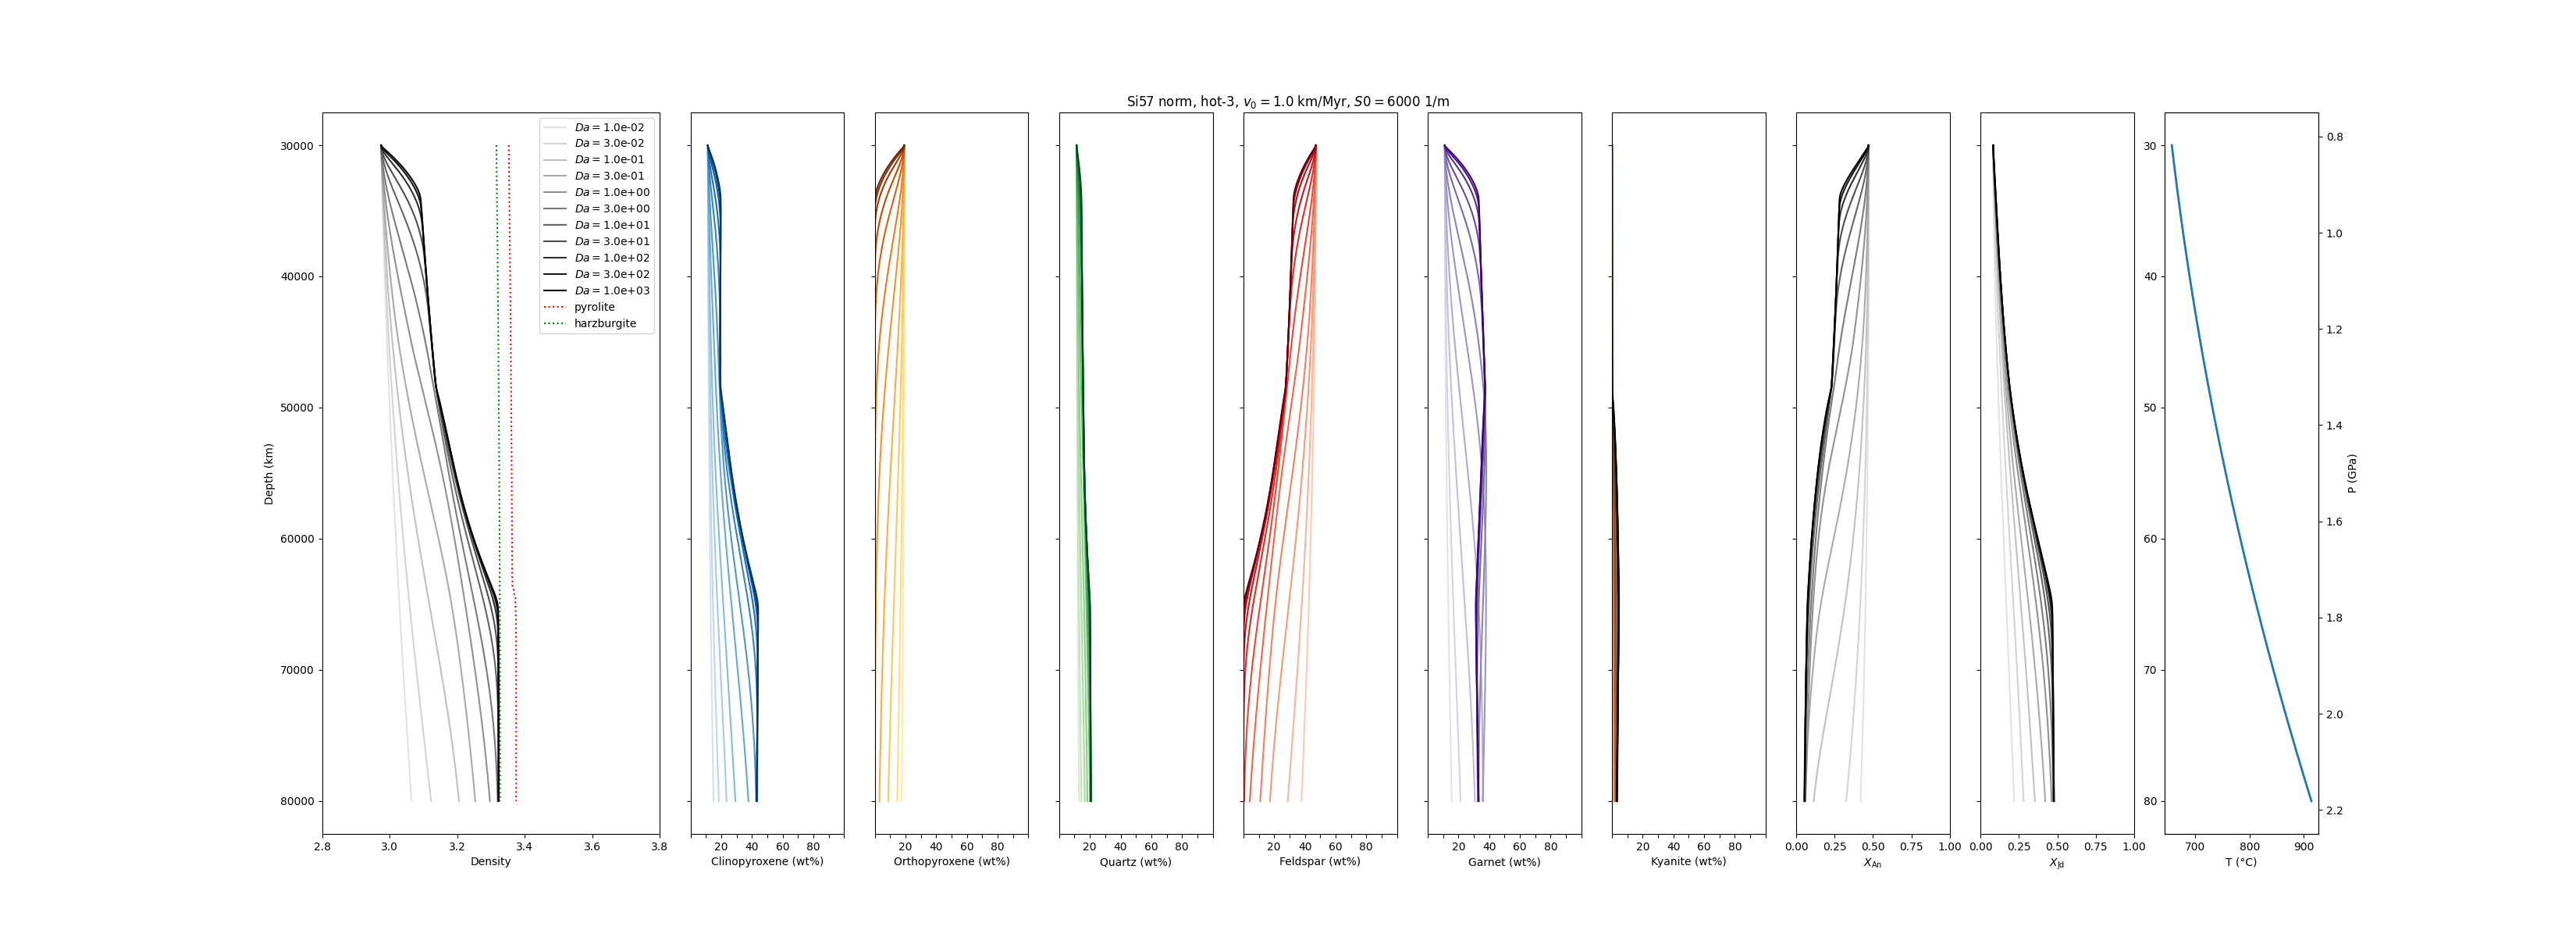 Si57 norm, hot-3, v₀ = 1.0 km/Myr, S0 = 6000 1/m
Da = 1.0e-02
Da = 3.0e-02
Da = 1.0e-01
Da = 3.0e-01
Da = 1.0e+00
Da = 3.0e+00
Da = 1.0e+01
Da = 3.0e+01
Da = 1.0e+02
Da = 3.0e+02
Da = 1.0e+03
pyrolite
harzburgite
Depth (km)
30000
40000
50000
60000
70000
80000
2.8 3.0 3.2 3.4 3.6 3.8
Density
20 40 60 80
Clinopyroxene (wt%)
20 40 60 80
Orthopyroxene (wt%)
20 40 60 80
Quartz (wt%)
20 40 60 80
Feldspar (wt%)
20 40 60 80
Garnet (wt%)
20 40 60 80
Kyanite (wt%)
0.00 0.25 0.50 0.75 1.00
X_An
0.00 0.25 0.50 0.75 1.00
X_Jd
30
40
50
60
70
80
700 800 900
T (°C)
0.8
1.0
1.2
1.4
1.6
1.8
2.0
2.2
P (GPa)